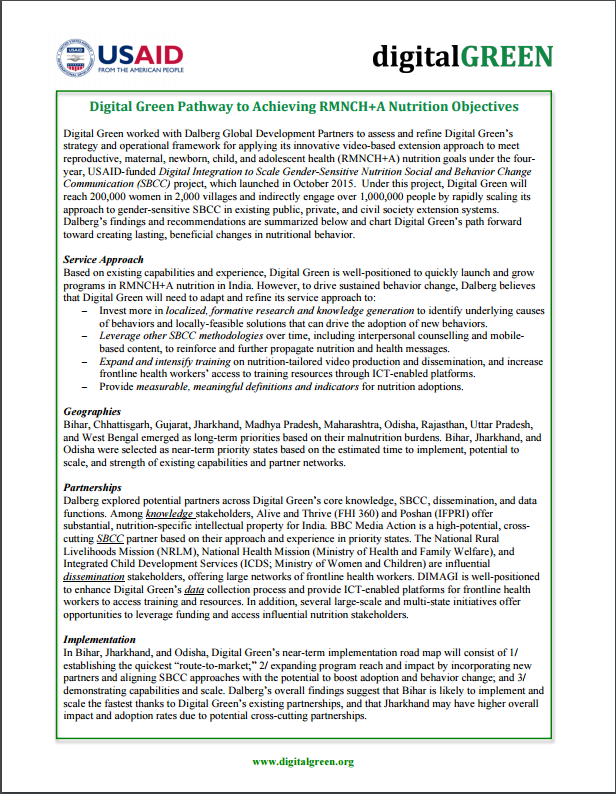 USAID
FROM THE AMERICAN PEOPLE
digitalGREEN
Digital Green Pathway to Achieving RMNCH+A Nutrition Objectives
Digital Green worked with Dalberg Global Development Partners to assess and refine Digital Green's
strategy and operational framework for applying its innovative video-based extension approach to meet
reproductive, maternal, newborn, child, and adolescent health (RMNCH+A) nutrition goals under the four-
year, USAID-funded Digital Integration to Scale Gender-Sensitive Nutrition Social and Behavior Change
Communication (SBCC) project, which launched in October 2015. Under this project, Digital Green will
reach 200,000 women in 2,000 villages and indirectly engage over 1,000,000 people by rapidly scaling its
approach to gender-sensitive SBCC in existing public, private, and civil society extension systems.
Dalberg's findings and recommendations are summarized below and chart Digital Green's path forward
toward creating lasting, beneficial changes in nutritional behavior.
Service Approach
Based on existing capabilities and experience, Digital Green is well-positioned to quickly launch and grow
programs in RMNCH+A nutrition in India. However, to drive sustained behavior change, Dalberg believes
that Digital Green will need to adapt and refine its service approach to:
– Invest more in localized, formative research and knowledge generation to identify underlying causes
of behaviors and locally-feasible solutions that can drive the adoption of new behaviors.
– Leverage other SBCC methodologies over time, including interpersonal counselling and mobile-
based content, to reinforce and further propagate nutrition and health messages.
– Expand and intensify training on nutrition-tailored video production and dissemination, and increase
frontline health workers' access to training resources through ICT-enabled platforms.
– Provide measurable, meaningful definitions and indicators for nutrition adoptions.
Geographies
Bihar, Chhattisgarh, Gujarat, Jharkhand, Madhya Pradesh, Maharashtra, Odisha, Rajasthan, Uttar Pradesh,
and West Bengal emerged as long-term priorities based on their malnutrition burdens. Bihar, Jharkhand, and
Odisha were selected as near-term priority states based on the estimated time to implement, potential to
scale, and strength of existing capabilities and partner networks.
Partnerships
Dalberg explored potential partners across Digital Green's core knowledge, SBCC, dissemination, and data
functions. Among knowledge stakeholders, Alive and Thrive (FHI 360) and Poshan (IFPRI) offer
substantial, nutrition-specific intellectual property for India. BBC Media Action is a high-potential, cross-
cutting SBCC partner based on their approach and experience in priority states. The National Rural
Livelihoods Mission (NRLM), National Health Mission (Ministry of Health and Family Welfare), and
Integrated Child Development Services (ICDS; Ministry of Women and Children) are influential
dissemination stakeholders, offering large networks of frontline health workers. DIMAGI is well-positioned
to enhance Digital Green's data collection process and provide ICT-enabled platforms for frontline health
workers to access training and resources. In addition, several large-scale and multi-state initiatives offer
opportunities to leverage funding and access influential nutrition stakeholders.
Implementation
In Bihar, Jharkhand, and Odisha, Digital Green's near-term implementation road map will consist of 1/
establishing the quickest "route-to-market;" 2/ expanding program reach and impact by incorporating new
partners and aligning SBCC approaches with the potential to boost adoption and behavior change; and 3/
demonstrating capabilities and scale. Dalberg's overall findings suggest that Bihar is likely to implement and
scale the fastest thanks to Digital Green's existing partnerships, and that Jharkhand may have higher overall
impact and adoption rates due to potential cross-cutting partnerships.
www.digitalgreen.org